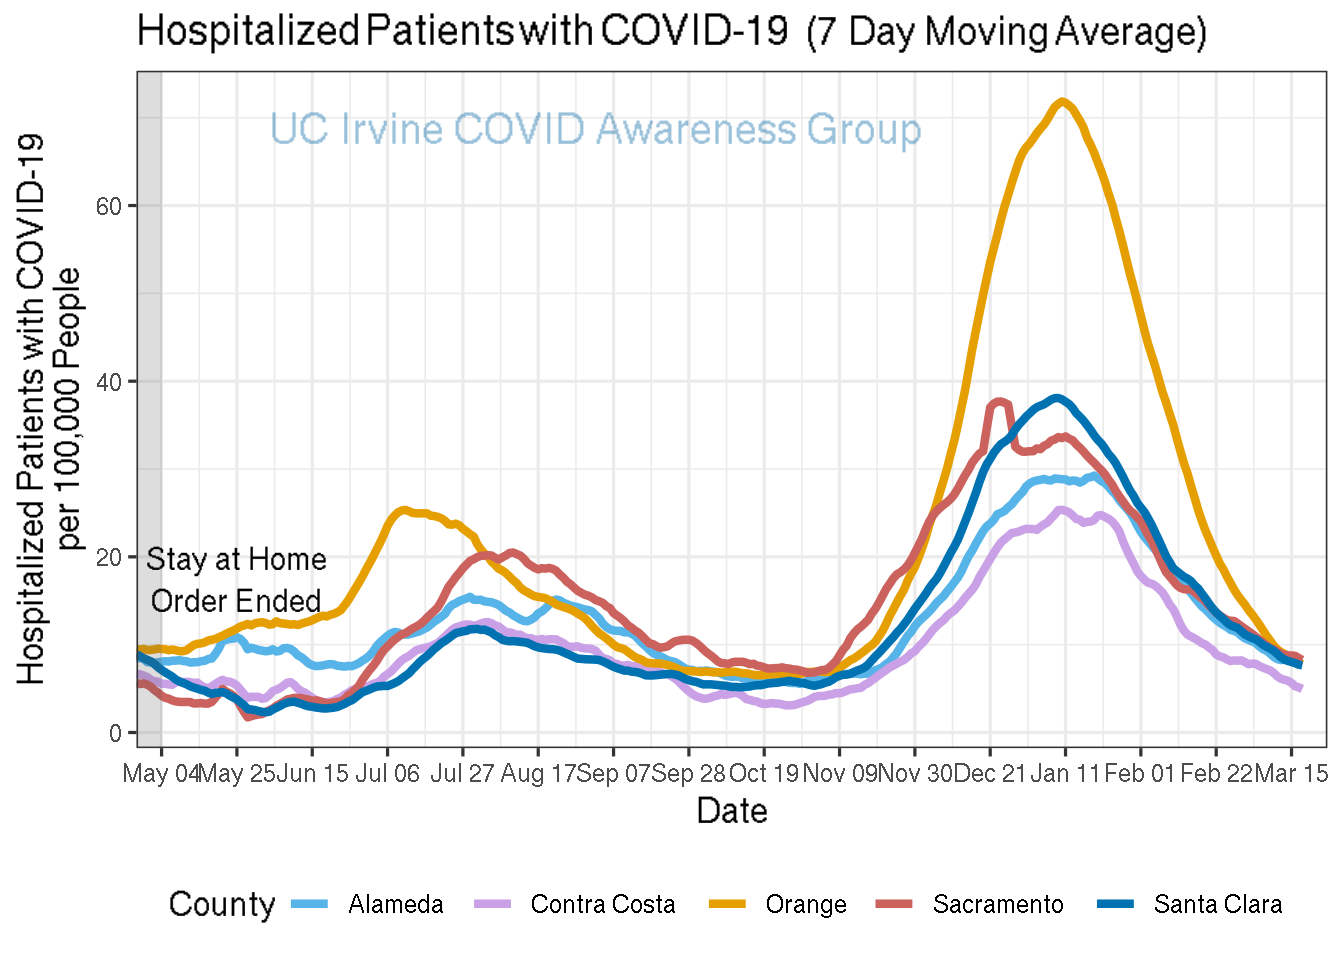 Hospitalized Patients with COVID-19 (7 Day Moving Average)
UC Irvine COVID Awareness Group
Hospitalized Patients with COVID-19
per 100,000 People
60
40
20
0
Stay at Home
Order Ended
May 04 May 25 Jun 15 Jul 06 Jul 27 Aug 17 Sep 07 Sep 28 Oct 19 Nov 09 Nov 30 Dec 21 Jan 11 Feb 01 Feb 22 Mar 15
Date
County Alameda Contra Costa Orange Sacramento Santa Clara